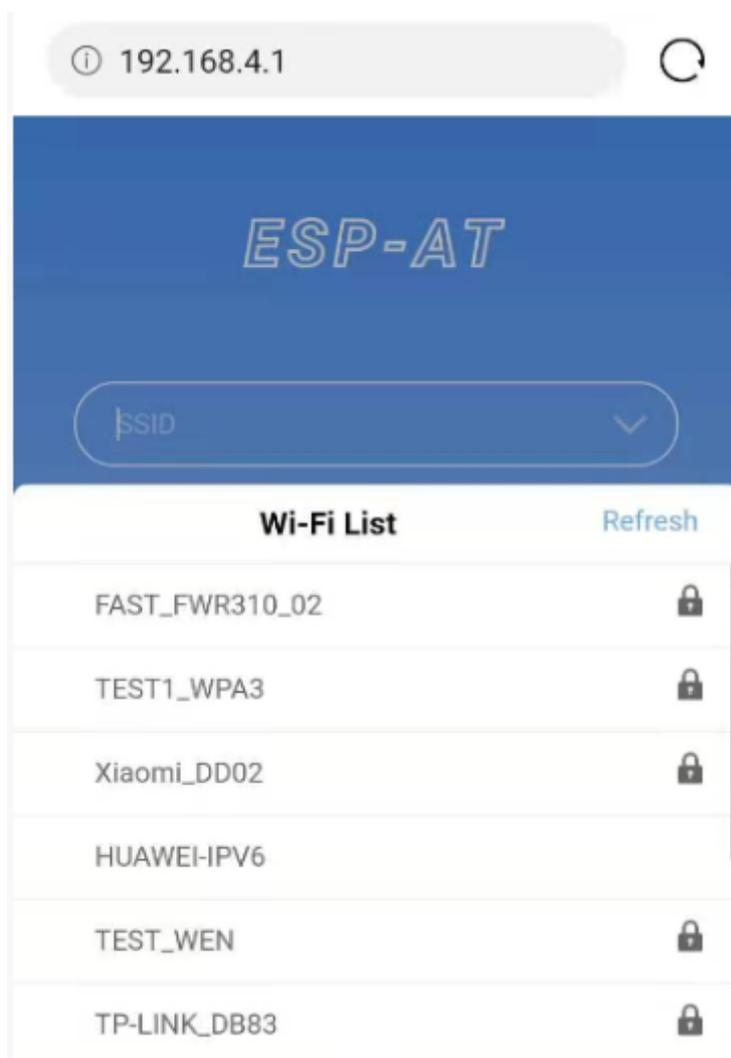 192.168.4.1
ESP-AT
SSID
Wi-Fi List Refresh
FAST_FWR310_02
TEST1_WPA3
Xiaomi_DD02
HUAWEI-IPV6
TEST_WEN
TP-LINK_DB83